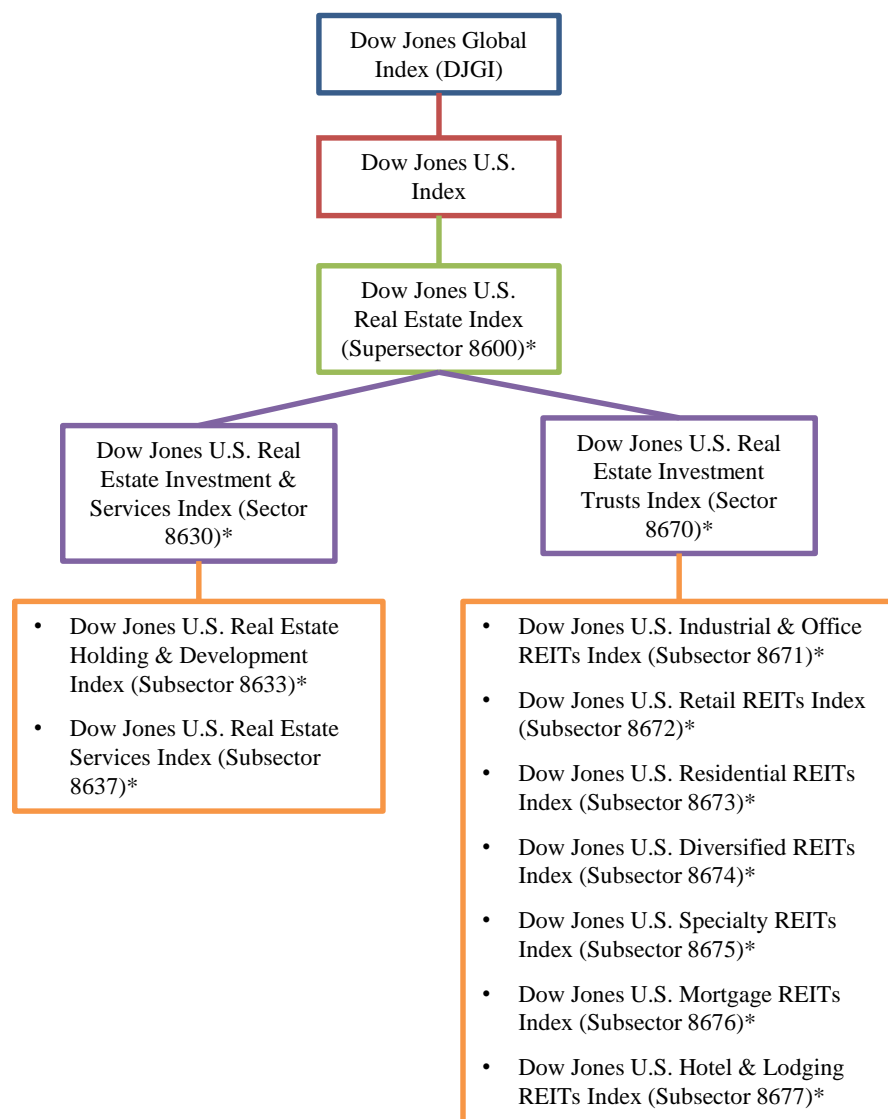 Dow Jones Global
Index (DJGI)
Dow Jones U.S.
Index
Dow Jones U.S.
Real Estate Index
(Supersector 8600)*
Dow Jones U.S. Real
Estate Investment &
Services Index (Sector
8630)*
Dow Jones U.S. Real
Estate Investment
Trusts Index (Sector
8670)*
• Dow Jones U.S. Real Estate
Holding & Development
Index (Subsector 8633)*
• Dow Jones U.S. Real Estate
Services Index (Subsector
8637)*
• Dow Jones U.S. Industrial & Office
REITs Index (Subsector 8671)*
• Dow Jones U.S. Retail REITs Index
(Subsector 8672)*
• Dow Jones U.S. Residential REITs
Index (Subsector 8673)*
• Dow Jones U.S. Diversified REITs
Index (Subsector 8674)*
• Dow Jones U.S. Specialty REITs
Index (Subsector 8675)*
• Dow Jones U.S. Mortgage REITs
Index (Subsector 8676)*
• Dow Jones U.S. Hotel & Lodging
REITs Index (Subsector 8677)*